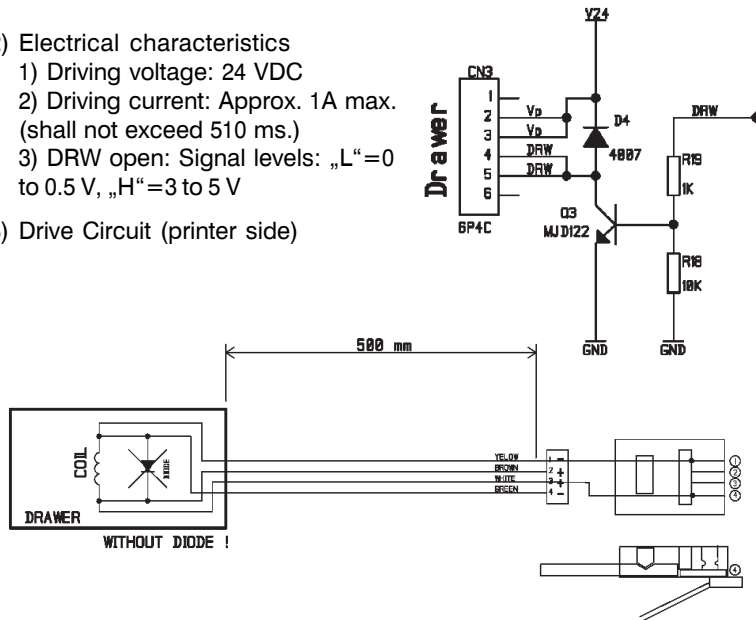 ) Electrical characteristics
1) Driving voltage: 24 VDC
2) Driving current: Approx. 1A max.
(shall not exceed 510 ms.)
3) DRW open: Signal levels: „L“=0
to 0.5 V, „H“=3 to 5 V
) Drive Circuit (printer side)
V24
CN3
Drawer
1
2 Vp
3 Vp
4 DRW
5 DRW
6
6P4C
D4
4007
DRW
R19
1K
Q3
MJD122
R18
10K
GND
GND
500 mm
COIL
DIODE
DRAWER
WITHOUT DIODE !
YELOW 1 -
BROWN 2 +
WHITE 3 +
GREEN 4 -
1
2
3
4
4